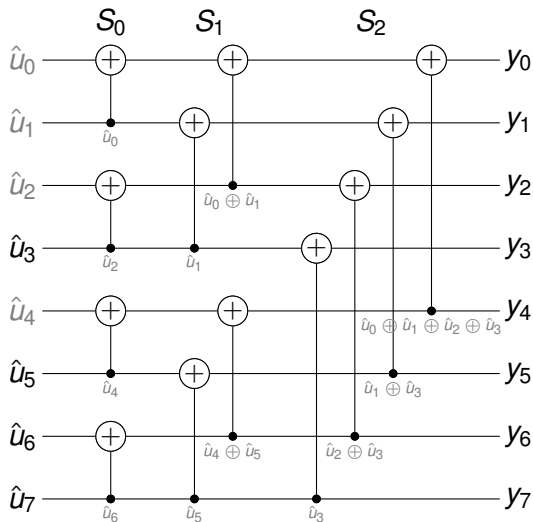 S₀ S₁ S₂
û₀ y₀
û₁ y₁
û₀
û₂ y₂
û₀ ⊕ û₁
û₃ y₃
û₂ û₁
û₄ y₄
û₀ ⊕ û₁ ⊕ û₂ ⊕ û₃
û₅ y₅
û₄ û₁ ⊕ û₃
û₆ y₆
û₄ ⊕ û₅ û₂ ⊕ û₃
û₇ y₇
û₆ û₅ û₃